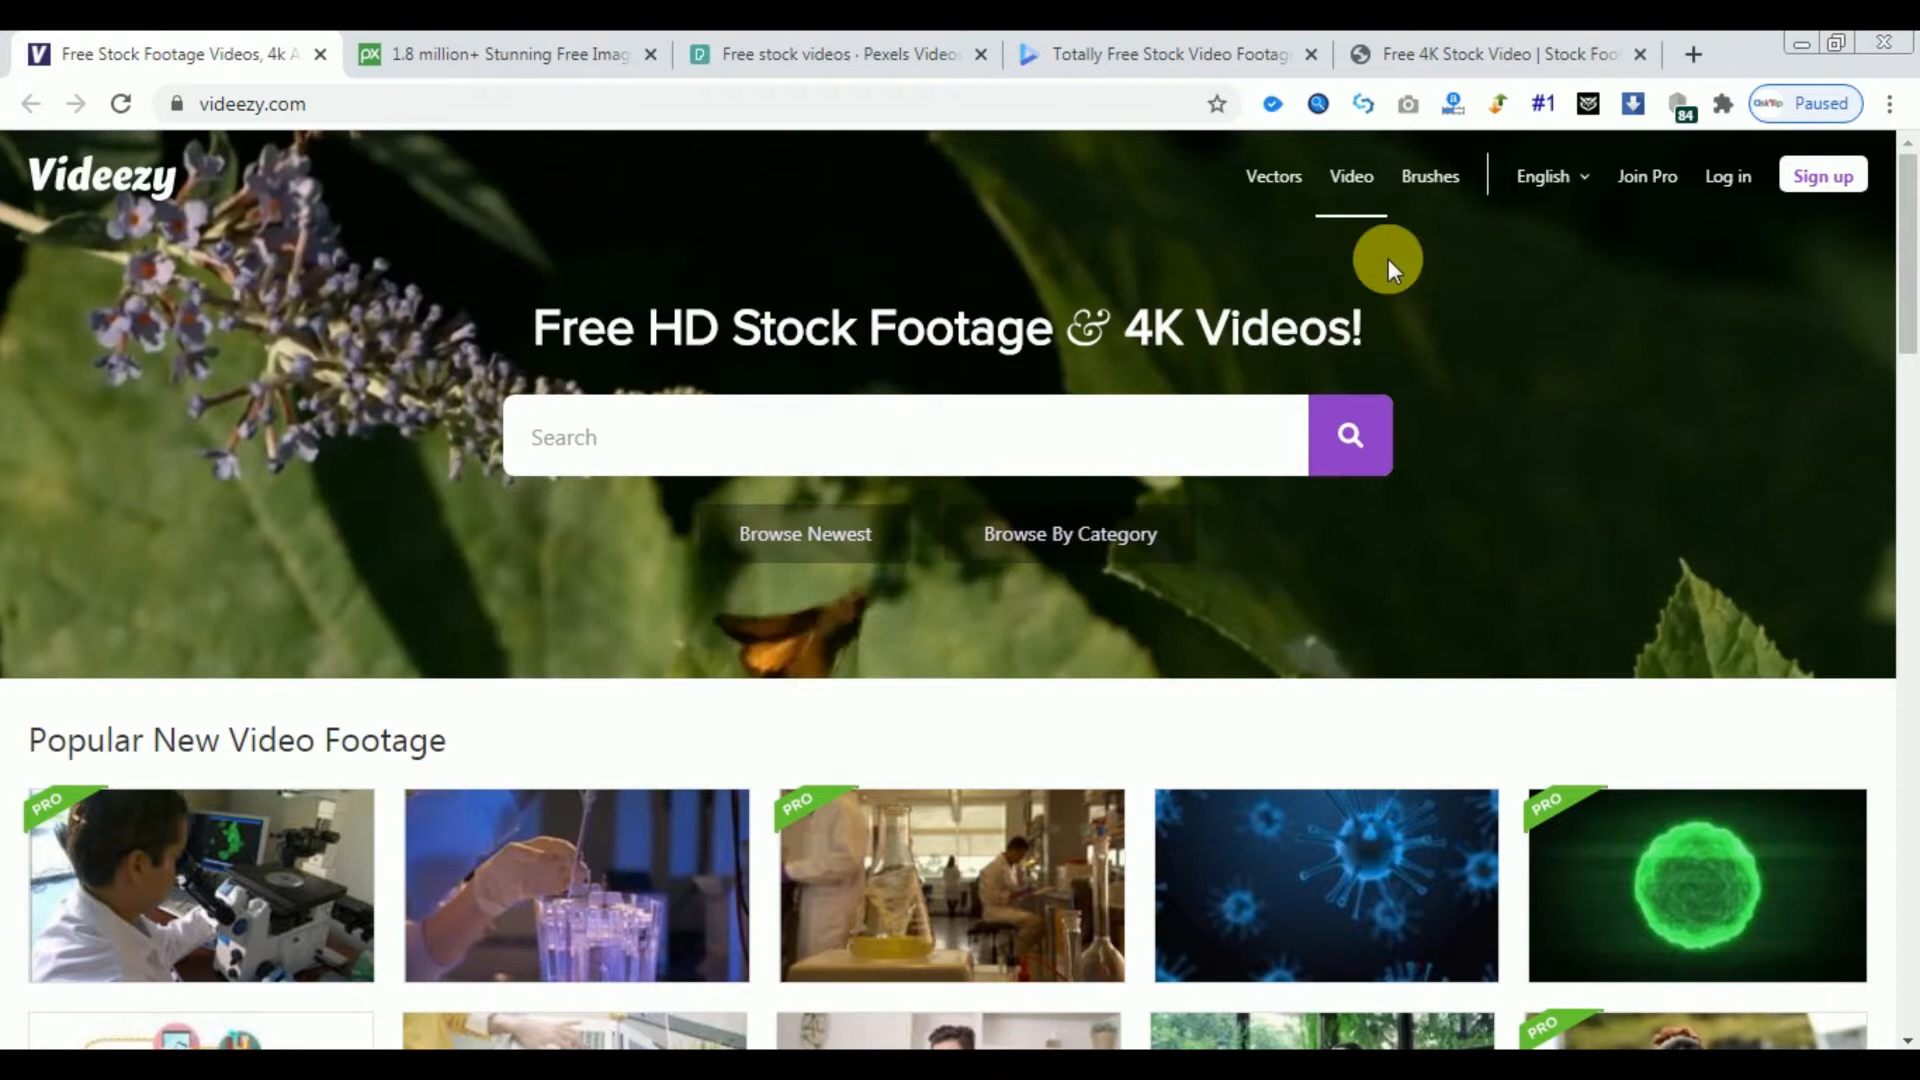 Free Stock Footage Videos, 4k A
1.8 million+ Stunning Free Imag
Free stock videos · Pexels Videos
Totally Free Stock Video Footag
Free 4K Stock Video | Stock Foo
videezy.com
#1
84
Paused
Videezy
Vectors
Video
Brushes
English
Join Pro
Log in
Sign up
Free HD Stock Footage & 4K Videos!
Search
Browse Newest
Browse By Category
Popular New Video Footage
PRO
PRO
PRO
PRO